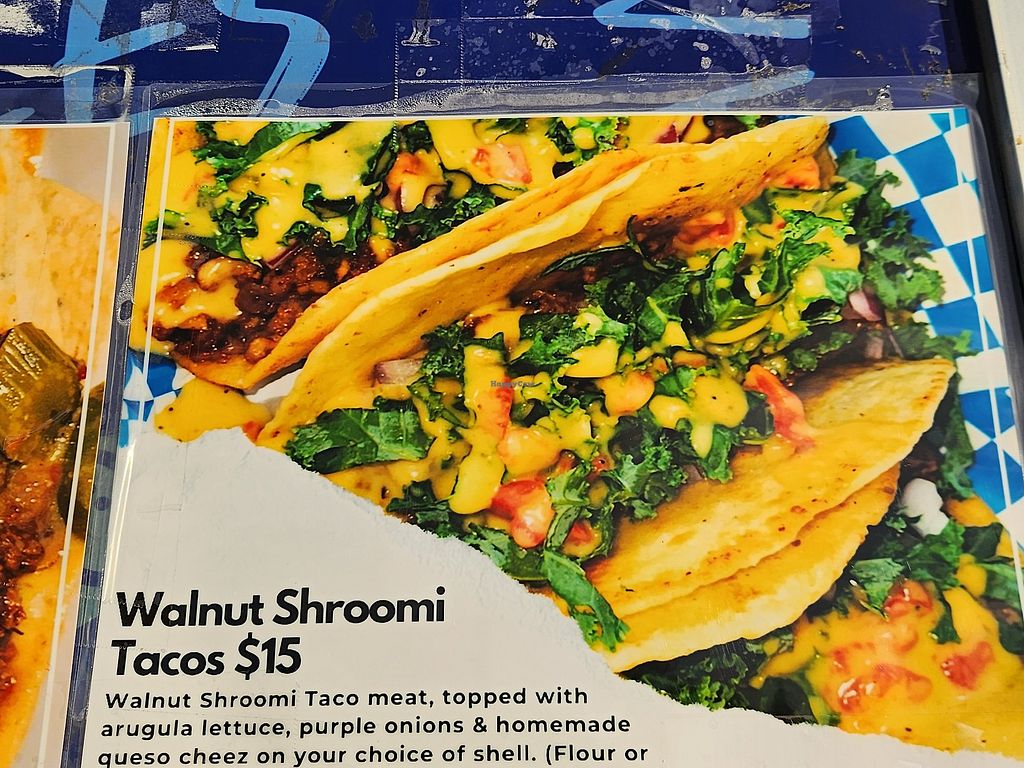 HappyCow
Walnut Shroomi
Tacos $15
Walnut Shroomi Taco meat, topped with
arugula lettuce, purple onions & homemade
queso cheez on your choice of shell. (Flour or